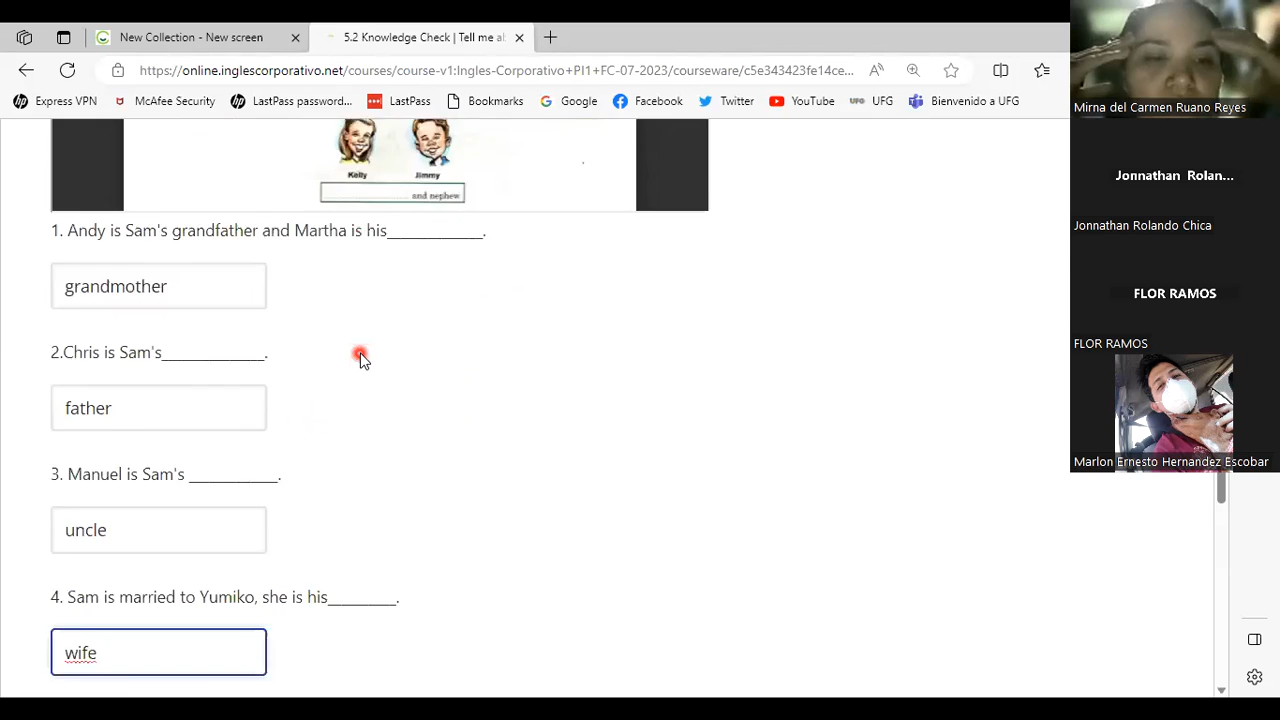 New Collection - New screen
5.2 Knowledge Check | Tell me ab
https://online.inglescorporativo.net/courses/course-v1:Ingles-Corporativo+PI1+FC-07-2023/courseware/c5e343423fe14ce...
Express VPN
McAfee Security
LastPass password...
LastPass
Bookmarks
Google
Facebook
Twitter
YouTube
UFG
Bienvenido a UFG
Kelly
Jimmy
and nephew
1. Andy is Sam's grandfather and Martha is his____________.
grandmother
2.Chris is Sam's_____________.
father
3. Manuel is Sam's ___________.
uncle
4. Sam is married to Yumiko, she is his_________.
wife
Mirna del Carmen Ruano Reyes
Jonnathan Rolan...
Jonnathan Rolando Chica
FLOR RAMOS
FLOR RAMOS
Marlon Ernesto Hernandez Escobar